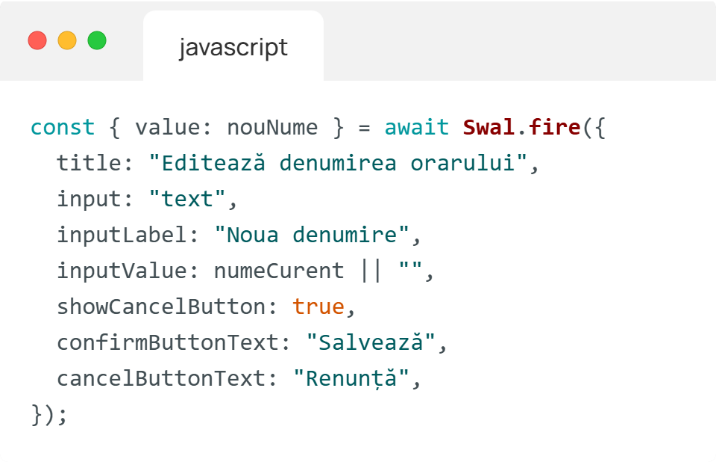 javascript
const { value: nouNume } = await Swal.fire({
  title: "Editează denumirea orarului",
  input: "text",
  inputLabel: "Noua denumire",
  inputValue: numeCurent || "",
  showCancelButton: true,
  confirmButtonText: "Salvează",
  cancelButtonText: "Renunță",
});